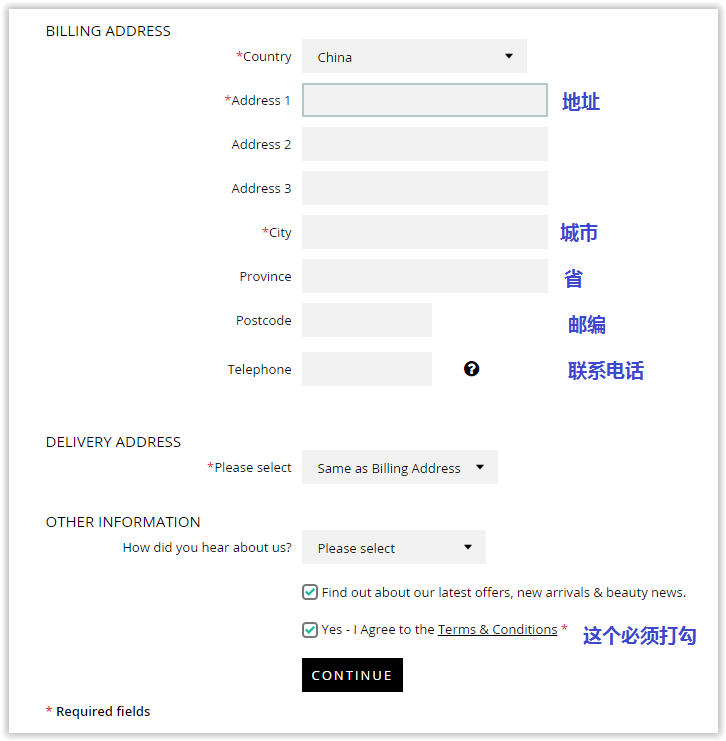 BILLING ADDRESS
*Country China
*Address 1 地址
Address 2
Address 3
*City 城市
Province 省
Postcode 邮编
Telephone ? 联系电话
DELIVERY ADDRESS
*Please select Same as Billing Address
OTHER INFORMATION
How did you hear about us? Please select
Find out about our latest offers, new arrivals & beauty news.
Yes - I Agree to the Terms & Conditions * 这个必须打勾
CONTINUE
* Required fields